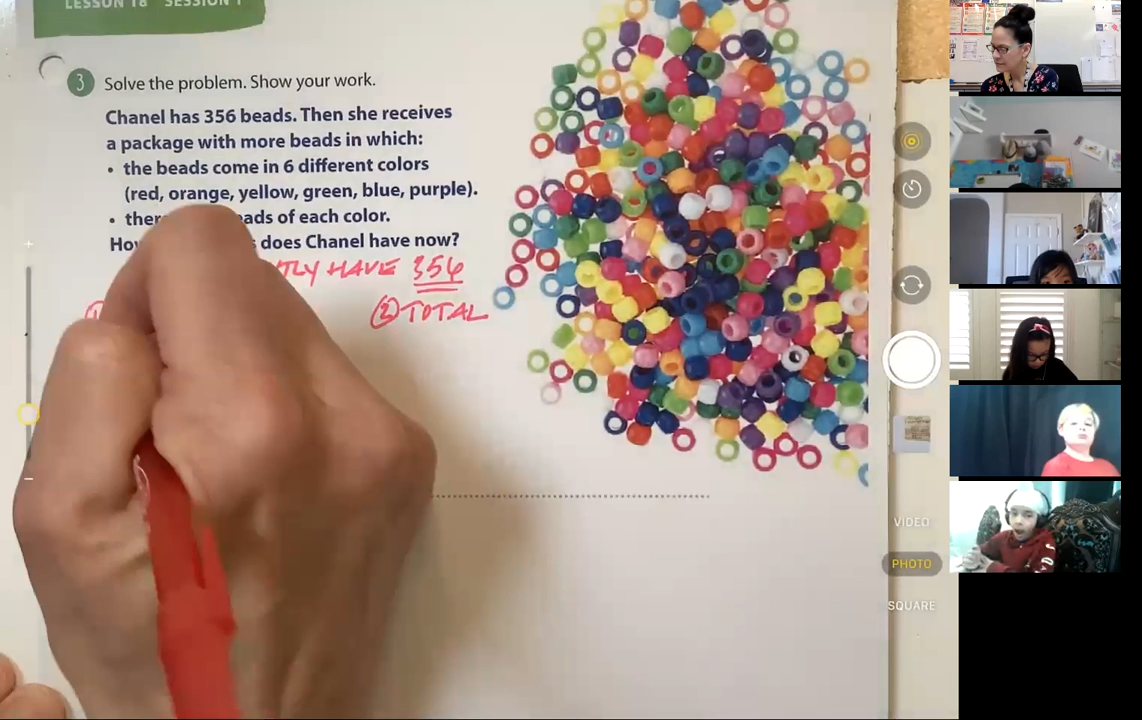 LESSON 18 SESSION 1
3 Solve the problem. Show your work.
Chanel has 356 beads. Then she receives
a package with more beads in which:
• the beads come in 6 different colors
(red, orange, yellow, green, blue, purple).
• of each color.
does Chanel have now?
HAVE 356
② TOTAL
VIDEO
PHOTO
SQUARE